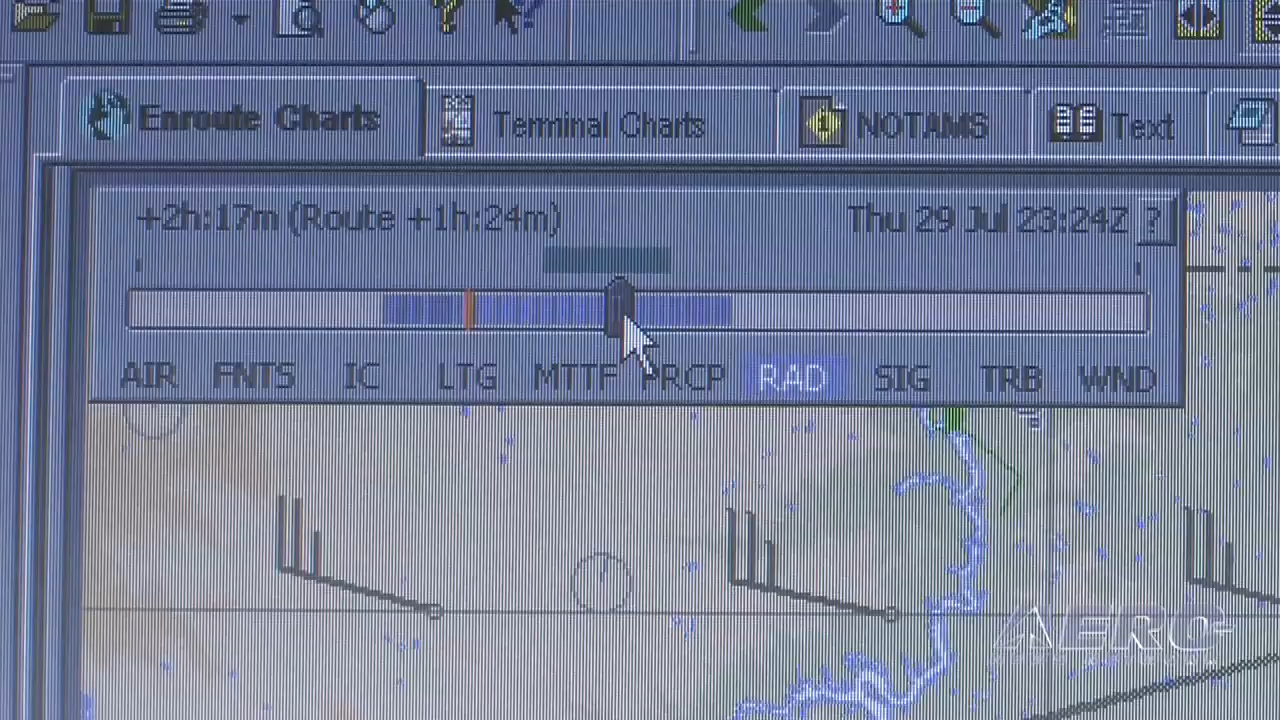 Enroute Charts Terminal Charts NOTAMS Text
+2h:17m (Route +1h:24m) Thu 29 Jul 23:24Z ?
AIR FNTS IC LTG MTTF PRCP RAD SIG TRB WND
AERO